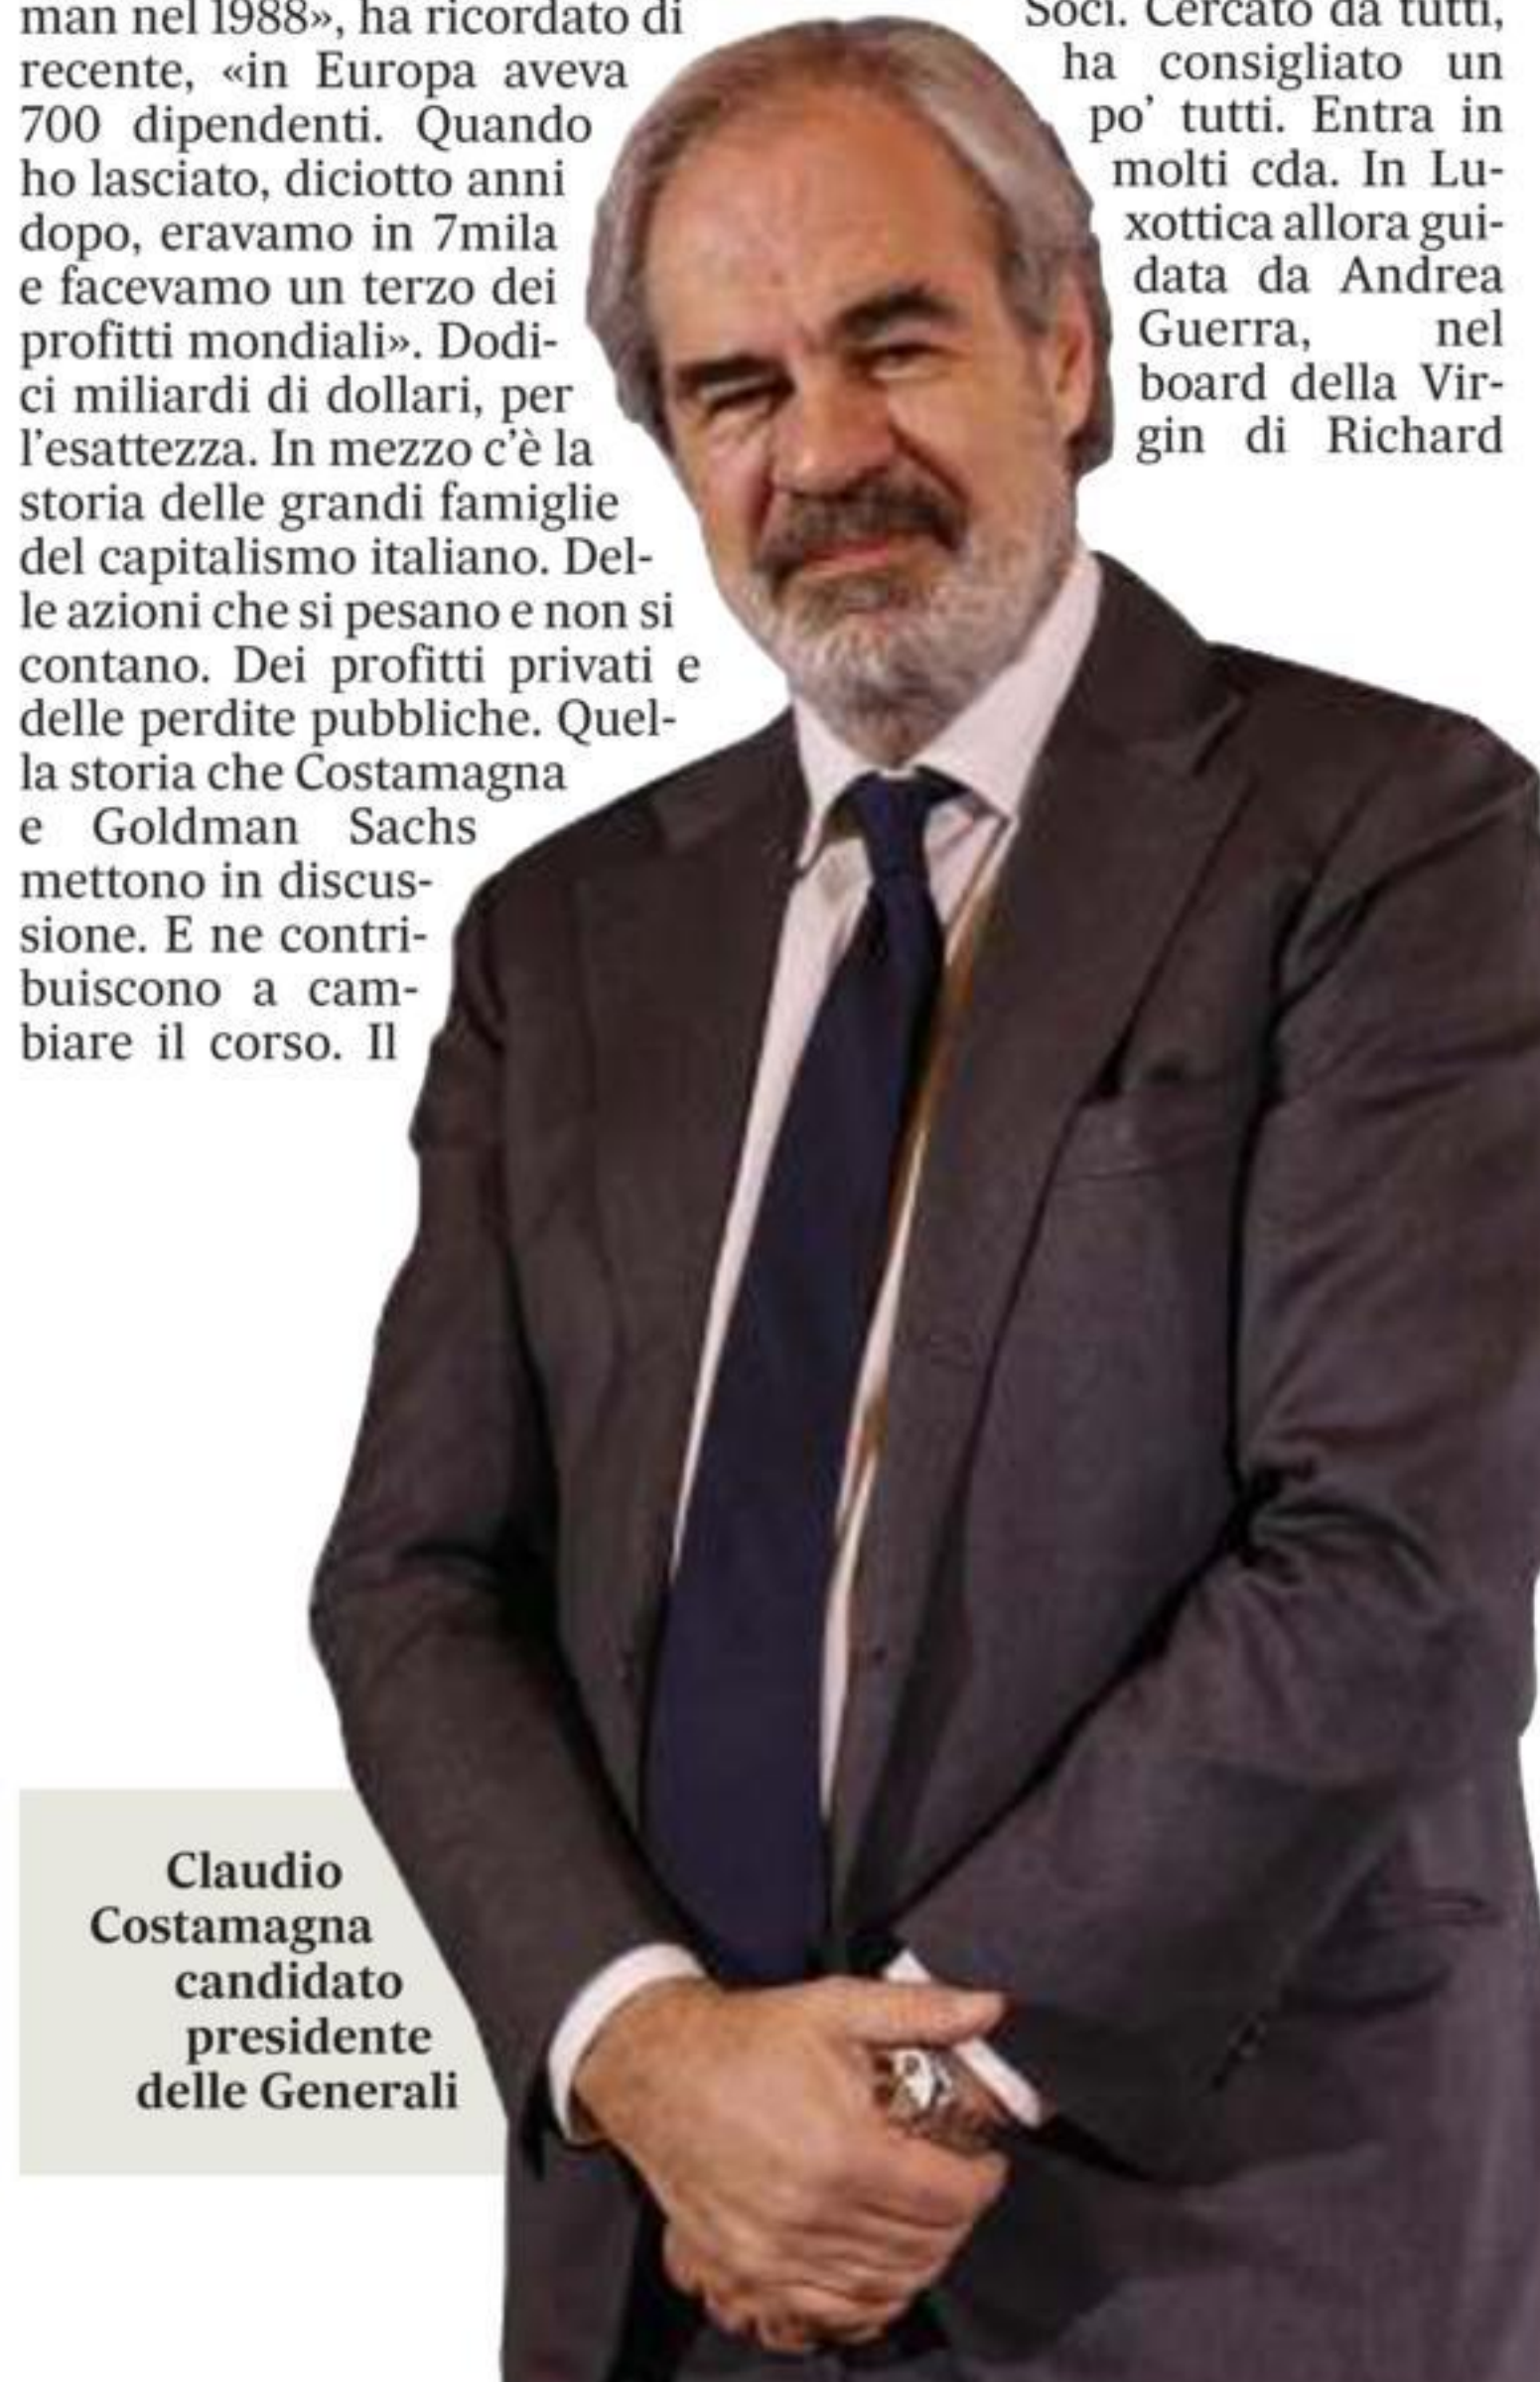 man nel 1988», ha ricordato di
recente, «in Europa aveva
700 dipendenti. Quando
ho lasciato, diciotto anni
dopo, eravamo in 7mila
e facevamo un terzo dei
profitti mondiali». Dodi-
ci miliardi di dollari, per
l'esattezza. In mezzo c'è la
storia delle grandi famiglie
del capitalismo italiano. Del-
le azioni che si pesano e non si
contano. Dei profitti privati e
delle perdite pubbliche. Quel-
la storia che Costamagna
e Goldman Sachs
mettono in discus-
sione. E ne contri-
buiscono a cam-
biare il corso. Il
Soci. Cercato da tutti,
ha consigliato un
po’ tutti. Entra in
molti cda. In Lu-
xottica allora gui-
data da Andrea
Guerra, nel
board della Vir-
gin di Richard
Claudio
Costamagna
candidato
presidente
delle Generali